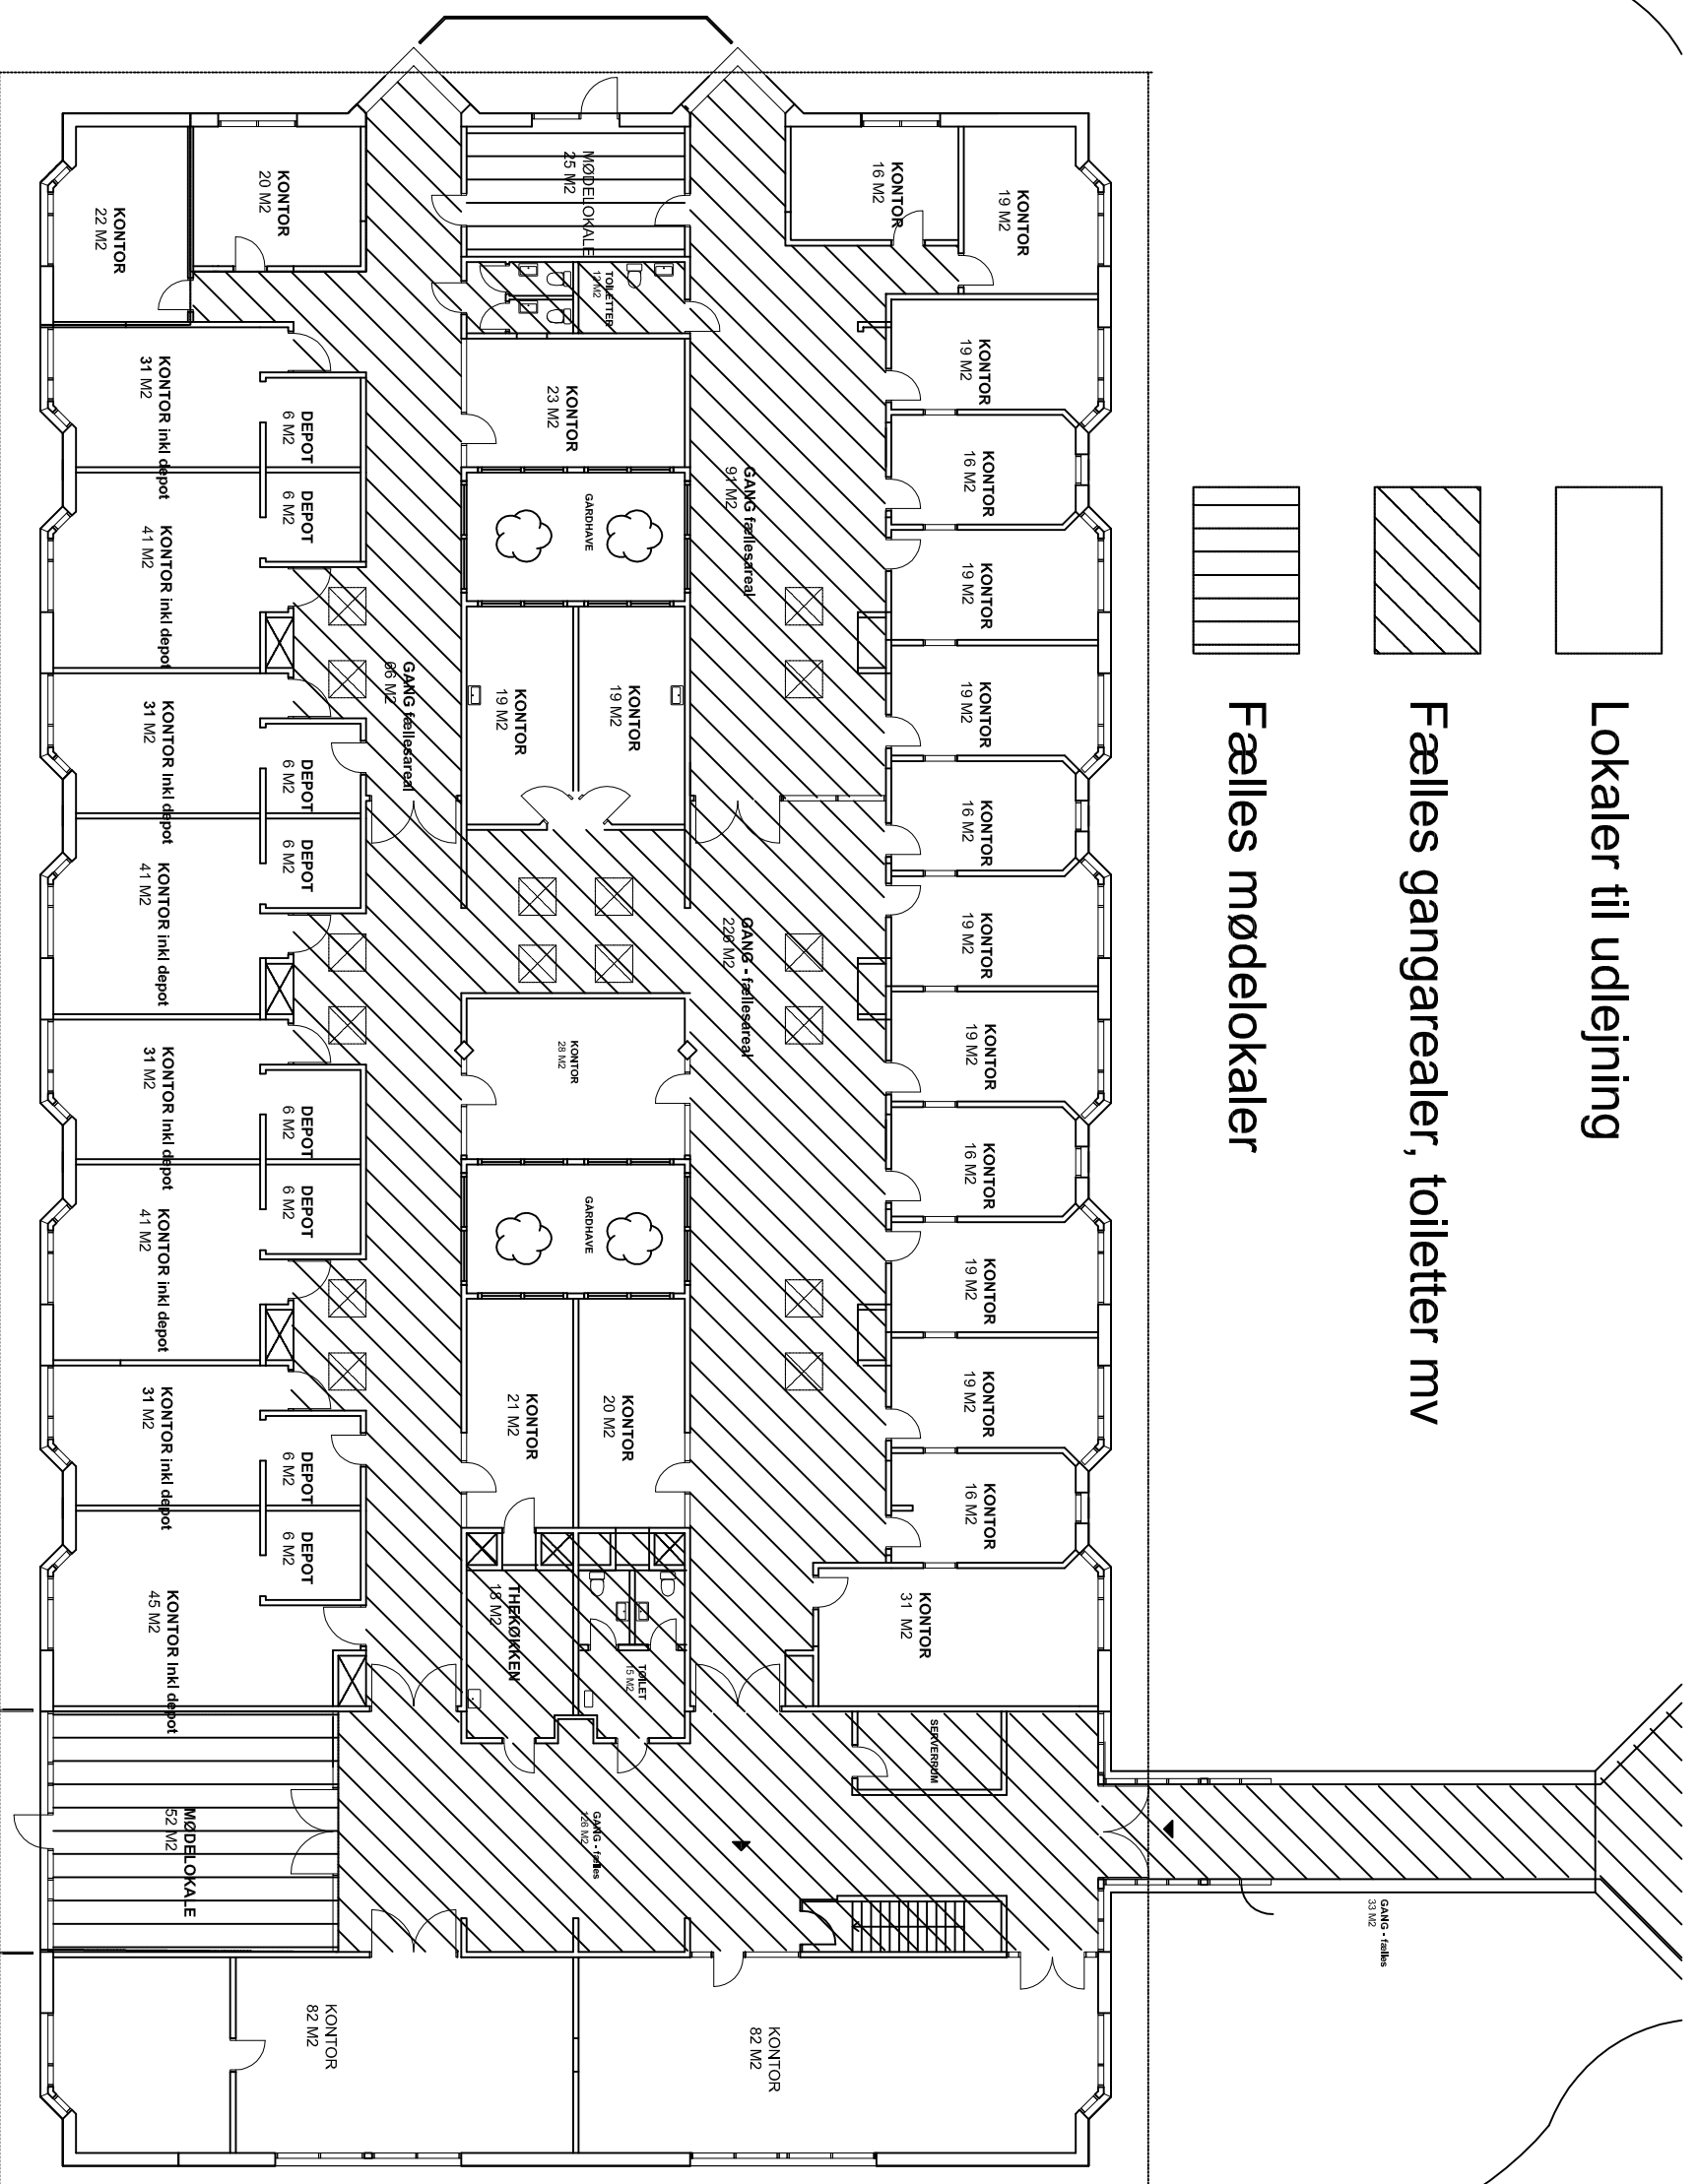 Lokaler til udlejning
Fælles gangarealer, toiletter mv
Fælles mødelokaler
GANG - fælles
33 M2
KONTOR
19 M2
KONTOR
16 M2
KONTOR
19 M2
KONTOR
16 M2
KONTOR
19 M2
KONTOR
19 M2
KONTOR
16 M2
KONTOR
19 M2
KONTOR
19 M2
KONTOR
16 M2
KONTOR
19 M2
KONTOR
19 M2
KONTOR
16 M2
KONTOR
31 M2
SERVERRUM
GANG fællesareal
91 M2
GANG - fællesareal
226 M2
KONTOR
82 M2
MØDELOKALE
25 M2
TOILETTER
12 M2
KONTOR
23 M2
GARDHAVE
KONTOR
19 M2
KONTOR
19 M2
KONTOR
28 M2
GARDHAVE
KONTOR
20 M2
KONTOR
21 M2
TOILET
15 M2
THEKØKKEN
18 M2
GANG - fælles
126 M2
GANG fællesareal
66 M2
KONTOR
82 M2
KONTOR
20 M2
KONTOR
22 M2
DEPOT
6 M2
DEPOT
6 M2
DEPOT
6 M2
DEPOT
6 M2
DEPOT
6 M2
DEPOT
6 M2
DEPOT
6 M2
DEPOT
6 M2
KONTOR inkl depot
31 M2
KONTOR inkl depot
41 M2
KONTOR Inkl depot
31 M2
KONTOR inkl depot
41 M2
KONTOR Inkl depot
31 M2
KONTOR inkl depot
41 M2
KONTOR inkl depot
31 M2
KONTOR Inkl depot
45 M2
MØDELOKALE
52 M2